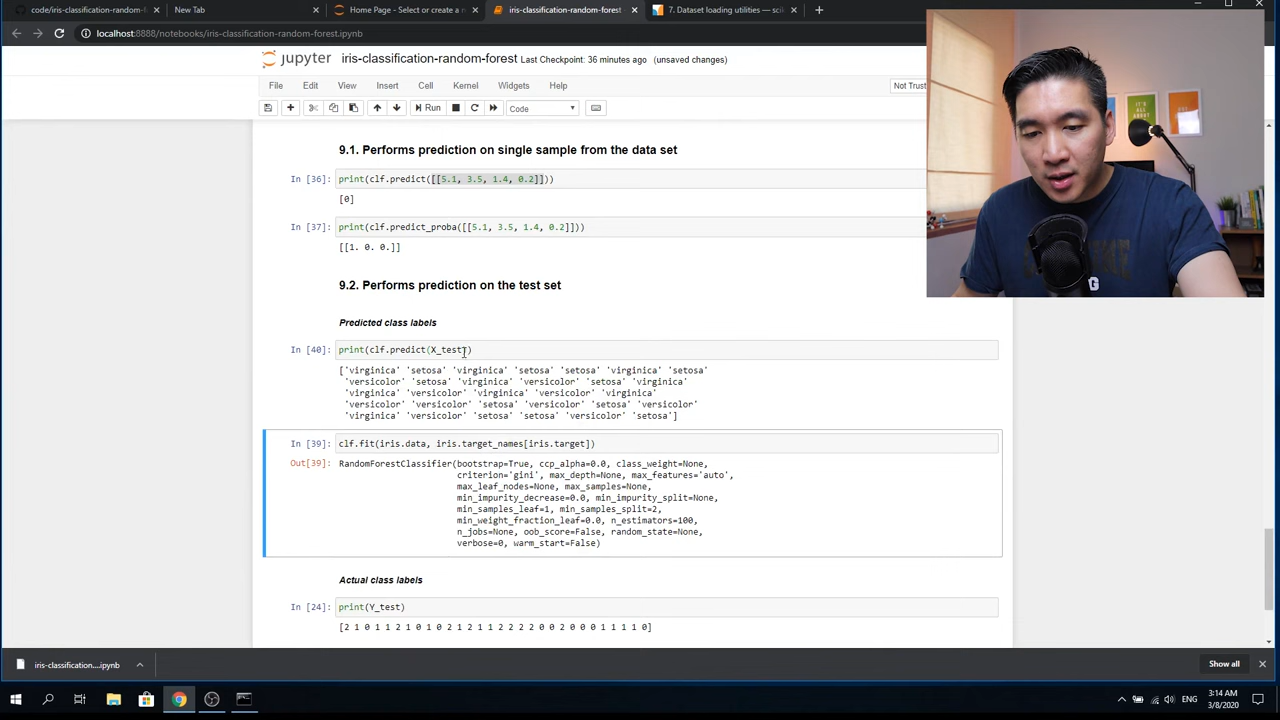 code/iris-classification-random-f
New Tab
Home Page - Select or create a n
iris-classification-random-forest
7. Dataset loading utilities — sci
localhost:8888/notebooks/iris-classification-random-forest.ipynb
IT'S ALL ABOUT
jupyter iris-classification-random-forest Last Checkpoint: 36 minutes ago (unsaved changes)
File Edit View Insert Cell Kernel Widgets Help
Not Trust
Run
Code
9.1. Performs prediction on single sample from the data set
In [36]: print(clf.predict([[5.1, 3.5, 1.4, 0.2]]))
[0]
In [37]: print(clf.predict_proba([[5.1, 3.5, 1.4, 0.2]]))
[[1. 0. 0.]]
9.2. Performs prediction on the test set
Predicted class labels
In [40]: print(clf.predict(X_test))
['virginica' 'setosa' 'virginica' 'setosa' 'setosa' 'virginica' 'setosa'
'versicolor' 'setosa' 'virginica' 'versicolor' 'setosa' 'virginica'
'virginica' 'versicolor' 'virginica' 'virginica'
'versicolor' 'versicolor' 'setosa' 'versicolor' 'setosa' 'versicolor'
'virginica' 'versicolor' 'setosa' 'setosa' 'versicolor' 'setosa']
In [39]: clf.fit(iris.data, iris.target_names[iris.target])
Out[39]: RandomForestClassifier(bootstrap=True, ccp_alpha=0.0, class_weight=None,
criterion='gini', max_depth=None, max_features='auto',
max_leaf_nodes=None, max_samples=None,
min_impurity_decrease=0.0, min_impurity_split=None,
min_samples_leaf=1, min_samples_split=2,
min_weight_fraction_leaf=0.0, n_estimators=100,
n_jobs=None, oob_score=False, random_state=None,
verbose=0, warm_start=False)
Actual class labels
In [24]: print(Y_test)
[2 1 0 1 1 2 1 0 1 0 2 1 2 1 1 2 2 2 2 0 0 2 0 0 0 1 1 1 1 0]
iris-classification....ipynb
Show all
ENG
3:14 AM
3/8/2020